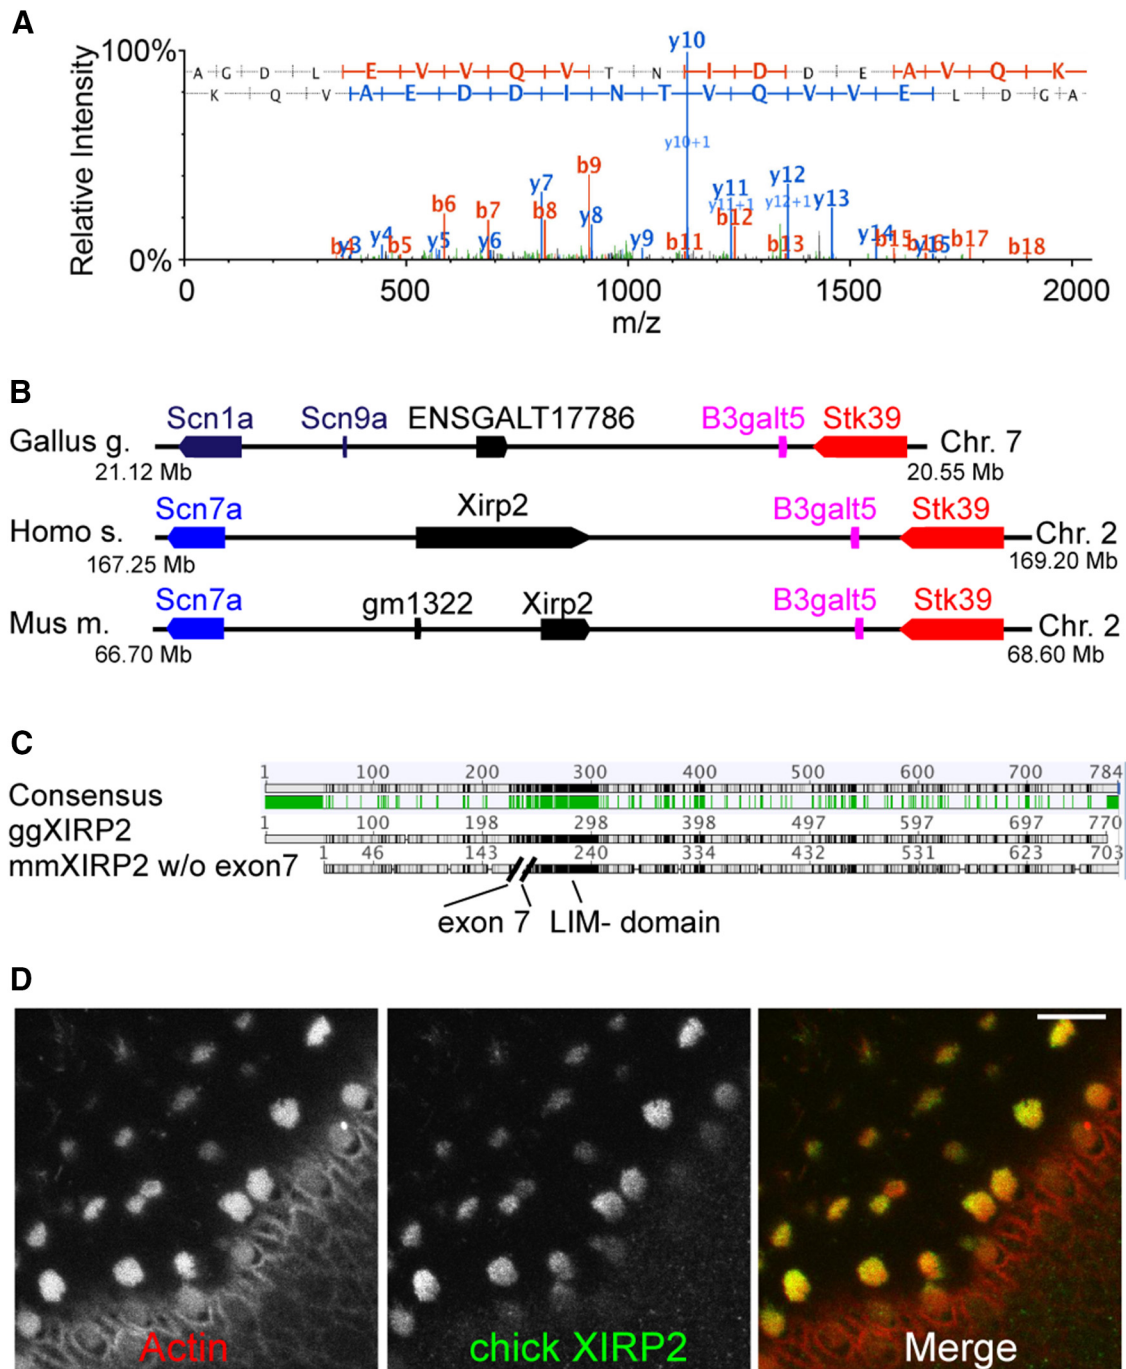 A
100%
Relative Intensity
0%
A G D L E V V Q V T N I D D E A V Q K
K Q V A E D D I N T V Q V V E L D G A
y10
y10+1
b9
y7
y12
b6
b7
b8
y8
y11
y11+1
b12
y12+1
y13
b4
y3
y4
b5
y5
y6
y9
b11
b13
y14
b15
b16
y15
b17
b18
0 500 1000 1500 2000
m/z
B
Scn1a Scn9a ENSGALT17786 B3galt5 Stk39
Gallus g. Chr. 7
21.12 Mb 20.55 Mb
Scn7a Xirp2 B3galt5 Stk39
Homo s. Chr. 2
167.25 Mb 169.20 Mb
Scn7a gm1322 Xirp2 B3galt5 Stk39
Mus m. Chr. 2
66.70 Mb 68.60 Mb
C
1 100 200 300 400 500 600 700 784
Consensus
1 100 198 298 398 497 597 697 770
ggXIRP2
1 46 143 240 334 432 531 623 703
mmXIRP2 w/o exon7
exon 7 LIM- domain
D
Actin chick XIRP2 Merge